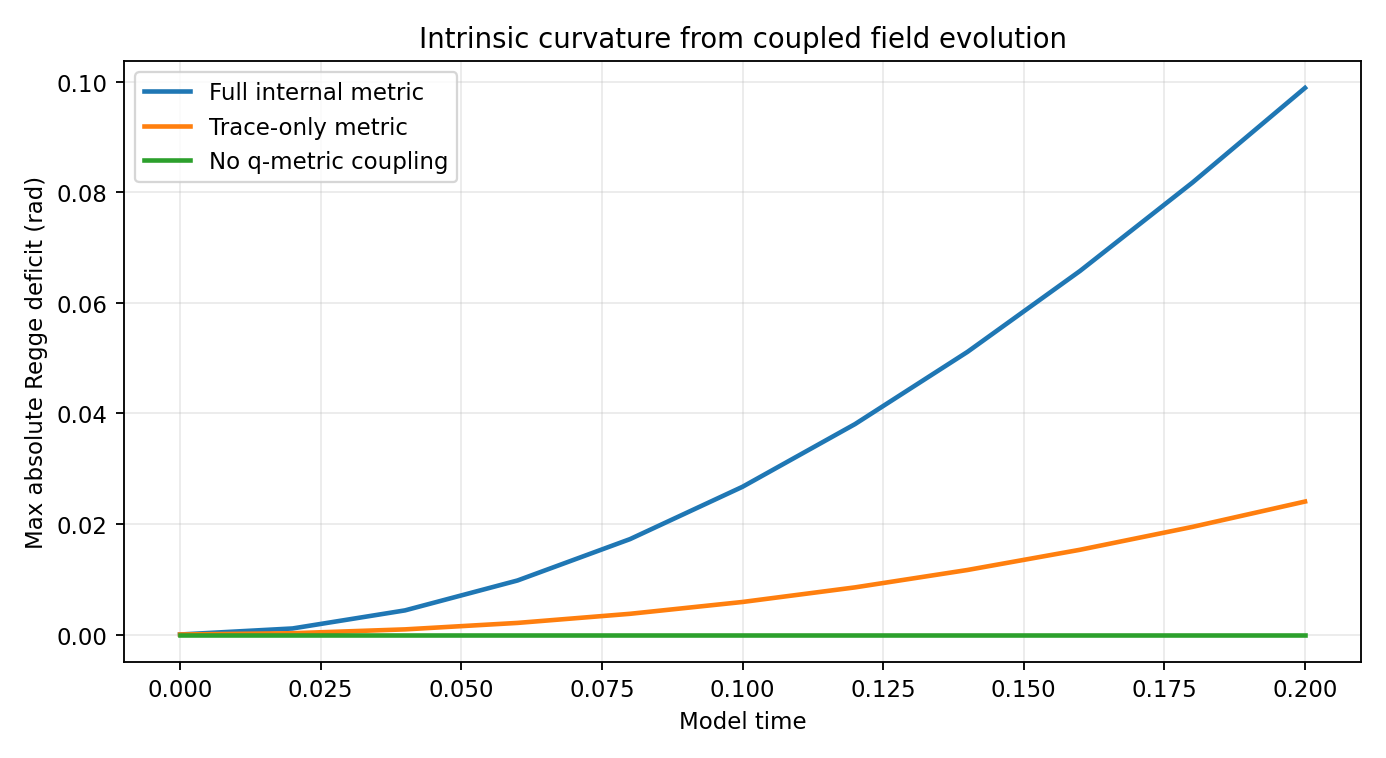 Intrinsic curvature from coupled field evolution
Full internal metric
Trace-only metric
No q-metric coupling
Max absolute Regge deficit (rad)
0.10
0.08
0.06
0.04
0.02
0.00
0.000 0.025 0.050 0.075 0.100 0.125 0.150 0.175 0.200
Model time